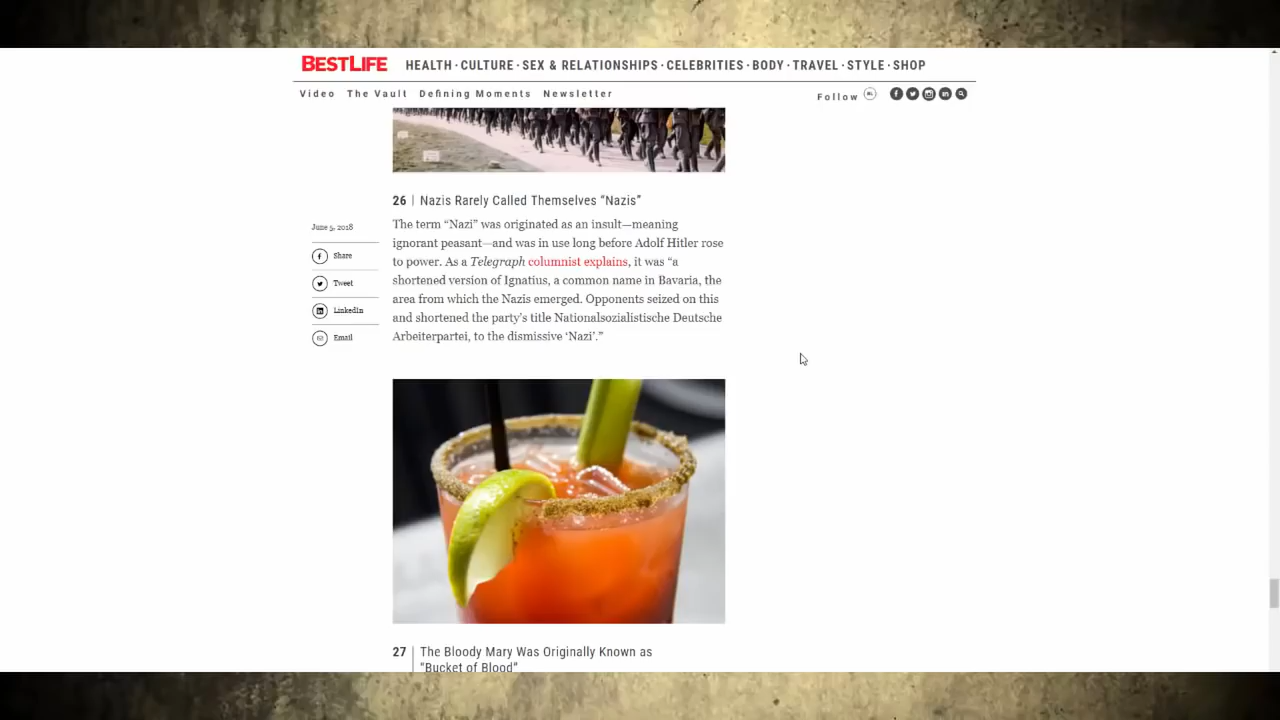 BESTLIFE
HEALTH · CULTURE · SEX & RELATIONSHIPS · CELEBRITIES · BODY · TRAVEL · STYLE · SHOP
Video The Vault Defining Moments Newsletter
Follow BL
26 | Nazis Rarely Called Themselves “Nazis”
June 5, 2018
Share
Tweet
LinkedIn
Email
The term “Nazi” was originated as an insult—meaning
ignorant peasant—and was in use long before Adolf Hitler rose
to power. As a Telegraph columnist explains, it was “a
shortened version of Ignatius, a common name in Bavaria, the
area from which the Nazis emerged. Opponents seized on this
and shortened the party’s title Nationalsozialistische Deutsche
Arbeiterpartei, to the dismissive ‘Nazi’.”
27 | The Bloody Mary Was Originally Known as
“Bucket of Blood”